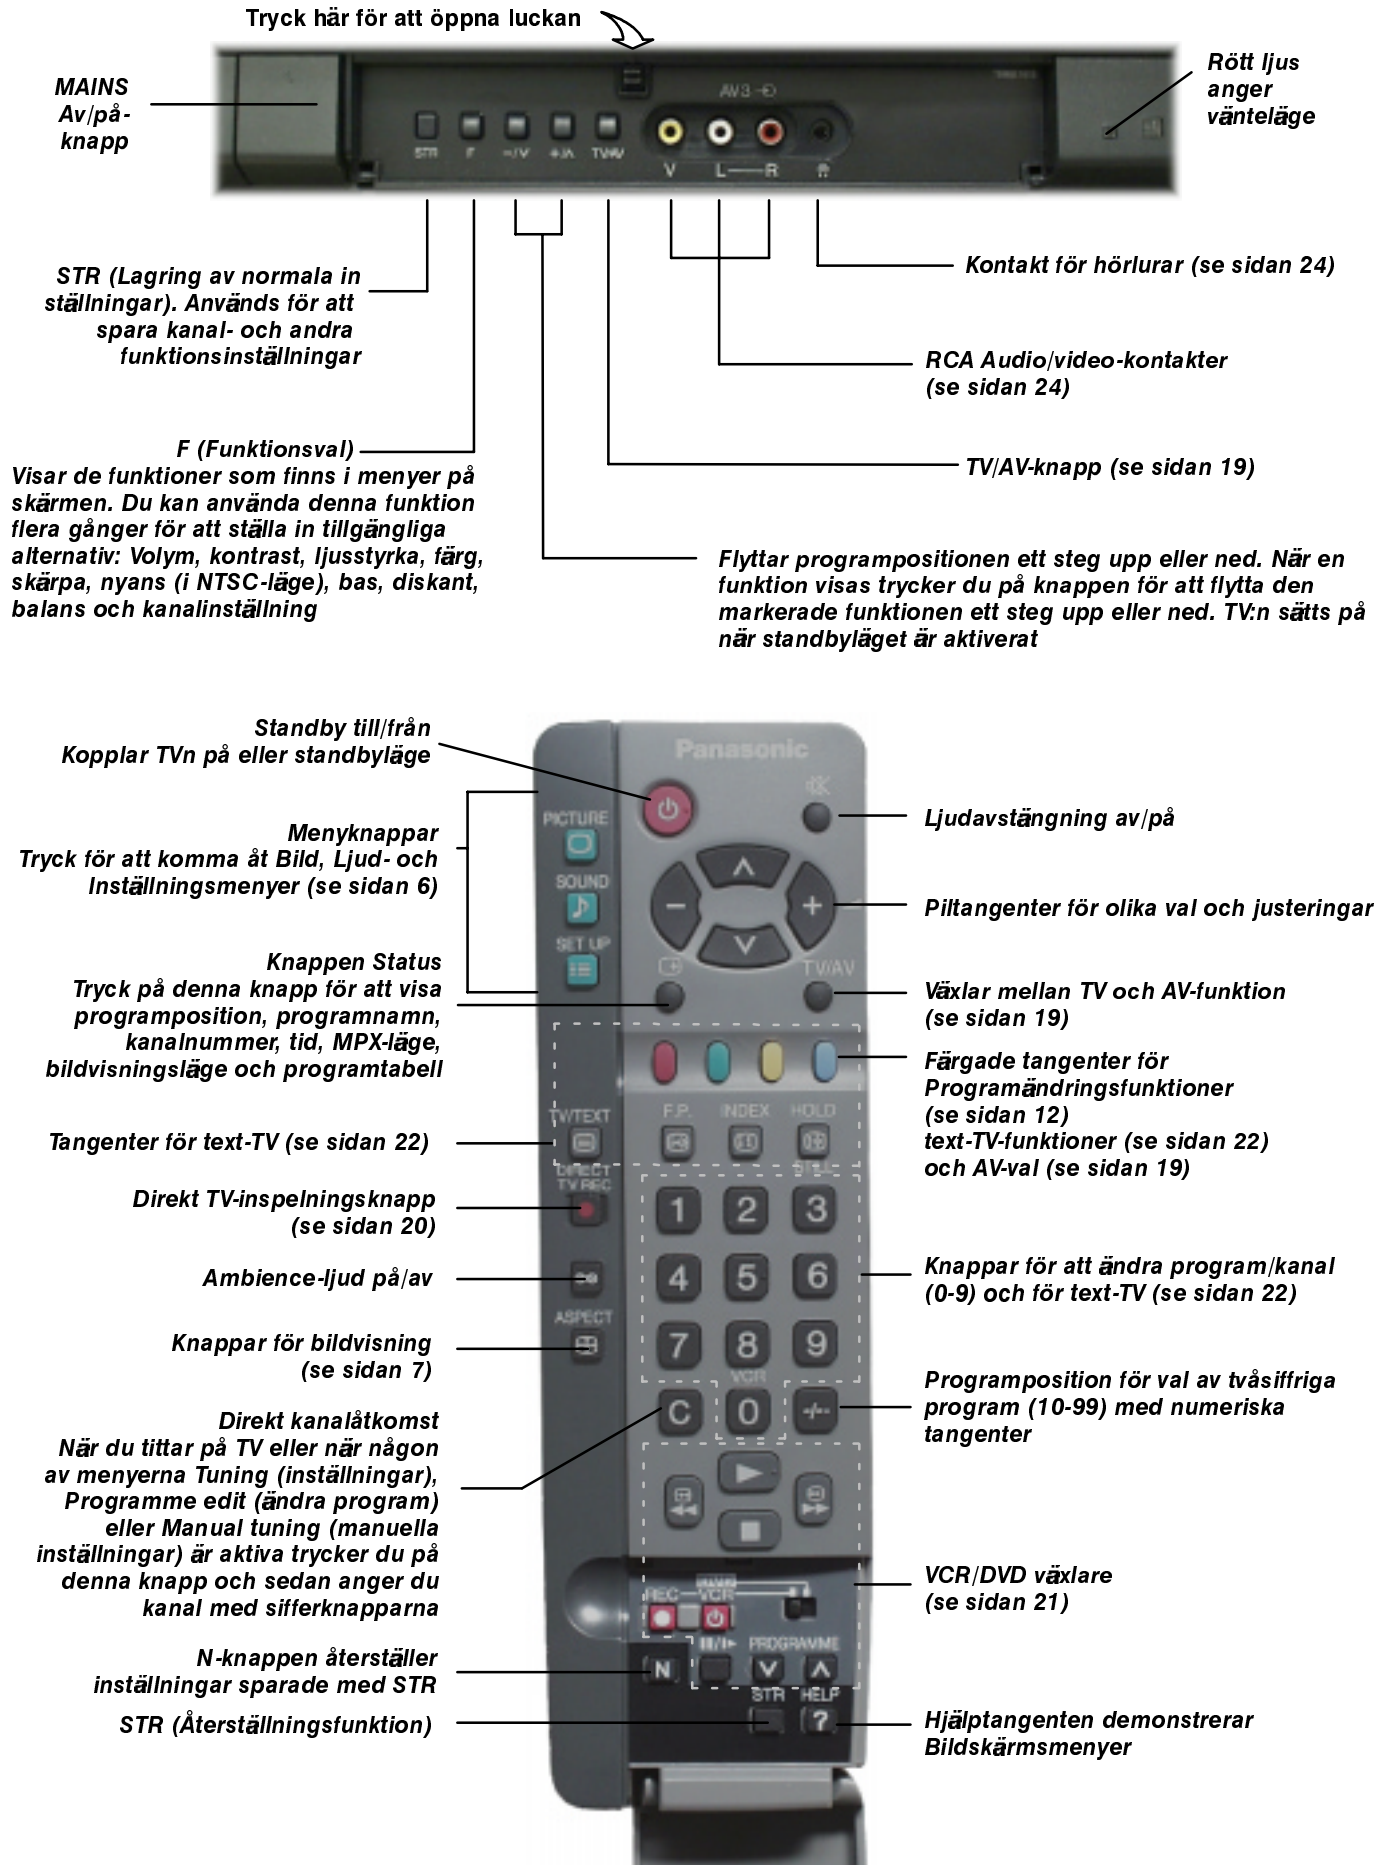 Tryck här för att öppna luckan
MAINS
Av/på-
knapp
Rött ljus
anger
vänteläge
AV3
STR
F
−/∨
+/∧
TV/AV
V
L
R
STR (Lagring av normala in
ställningar). Används för att
spara kanal- och andra
funktionsinställningar
Kontakt för hörlurar (se sidan 24)
RCA Audio/video-kontakter
(se sidan 24)
F (Funktionsval)
Visar de funktioner som finns i menyer på
skärmen. Du kan använda denna funktion
flera gånger för att ställa in tillgängliga
alternativ: Volym, kontrast, ljusstyrka, färg,
skärpa, nyans (i NTSC-läge), bas, diskant,
balans och kanalinställning
TV/AV-knapp (se sidan 19)
Flyttar programpositionen ett steg upp eller ned. När en
funktion visas trycker du på knappen för att flytta den
markerade funktionen ett steg upp eller ned. TV:n sätts på
när standbyläget är aktiverat
Standby till/från
Kopplar TVn på eller standbyläge
Menyknappar
Tryck för att komma åt Bild, Ljud- och
Inställningsmenyer (se sidan 6)
Knappen Status
Tryck på denna knapp för att visa
programposition, programnamn,
kanalnummer, tid, MPX-läge,
bildvisningsläge och programtabell
Tangenter för text-TV (se sidan 22)
Direkt TV-inspelningsknapp
(se sidan 20)
Ambience-ljud på/av
Knappar för bildvisning
(se sidan 7)
Direkt kanalåtkomst
När du tittar på TV eller när någon
av menyerna Tuning (inställningar),
Programme edit (ändra program)
eller Manual tuning (manuella
inställningar) är aktiva trycker du på
denna knapp och sedan anger du
kanal med sifferknapparna
N-knappen återställer
inställningar sparade med STR
STR (Återställningsfunktion)
Panasonic
PICTURE
SOUND
SET UP
TV/AV
TV/TEXT
F.P.
INDEX
HOLD
STILL
DIRECT
TV REC
1
2
3
4
5
6
ASPECT
7
8
9
VCR
C
0
-/--
REC
VCR
PROGRAMME
N
STR
HELP
?
Ljudavstängning av/på
Piltangenter för olika val och justeringar
Växlar mellan TV och AV-funktion
(se sidan 19)
Färgade tangenter för
Programändringsfunktioner
(se sidan 12)
text-TV-funktioner (se sidan 22)
och AV-val (se sidan 19)
Knappar för att ändra program/kanal
(0-9) och för text-TV (se sidan 22)
Programposition för val av tvåsiffriga
program (10-99) med numeriska
tangenter
VCR/DVD växlare
(se sidan 21)
Hjälptangenten demonstrerar
Bildskärmsmenyer